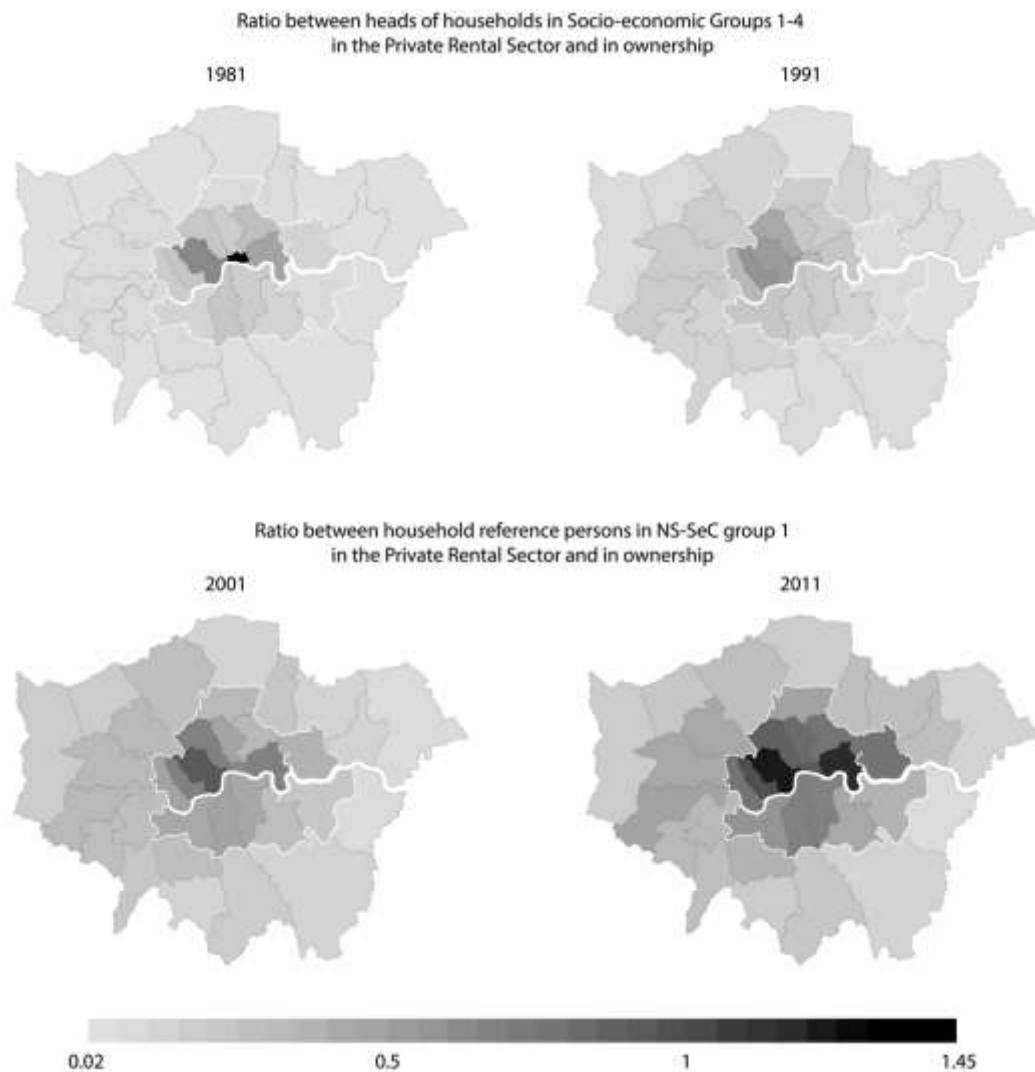 Ratio between heads of households in Socio-economic Groups 1-4
in the Private Rental Sector and in ownership
1981
1991
Ratio between household reference persons in NS-SeC group 1
in the Private Rental Sector and in ownership
2001
2011
0.02
0.5
1
1.45